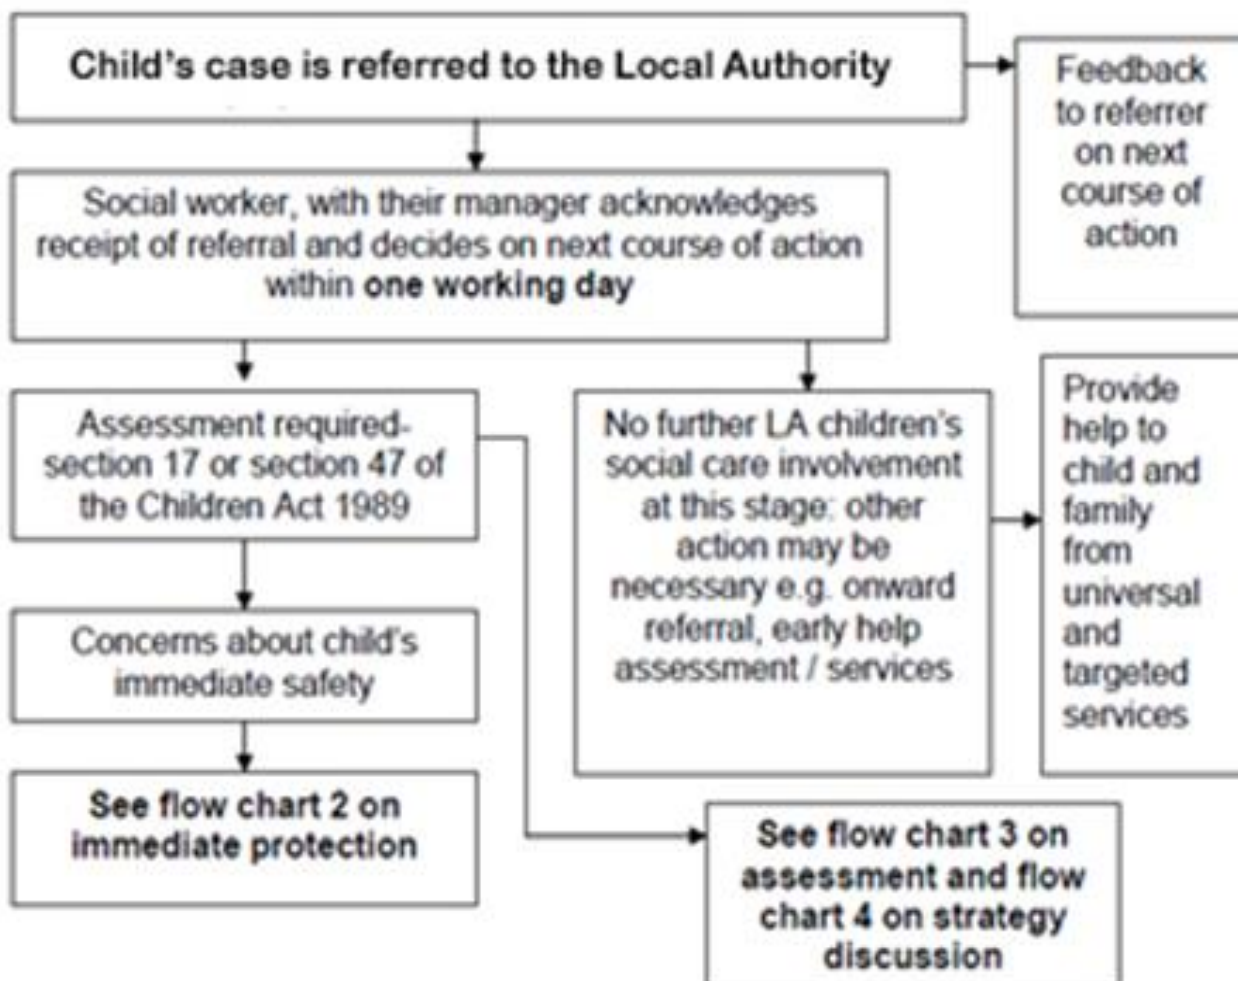 Child's case is referred to the Local Authority
Feedback
to referrer
on next
course of
action
Social worker, with their manager acknowledges
receipt of referral and decides on next course of action
within one working day
Assessment required-
section 17 or section 47 of
the Children Act 1989
No further LA children's
social care involvement
at this stage: other
action may be
necessary e.g. onward
referral, early help
assessment / services
Provide
help to
child and
family
from
universal
and
targeted
services
Concerns about child's
immediate safety
See flow chart 2 on
immediate protection
See flow chart 3 on
assessment and flow
chart 4 on strategy
discussion